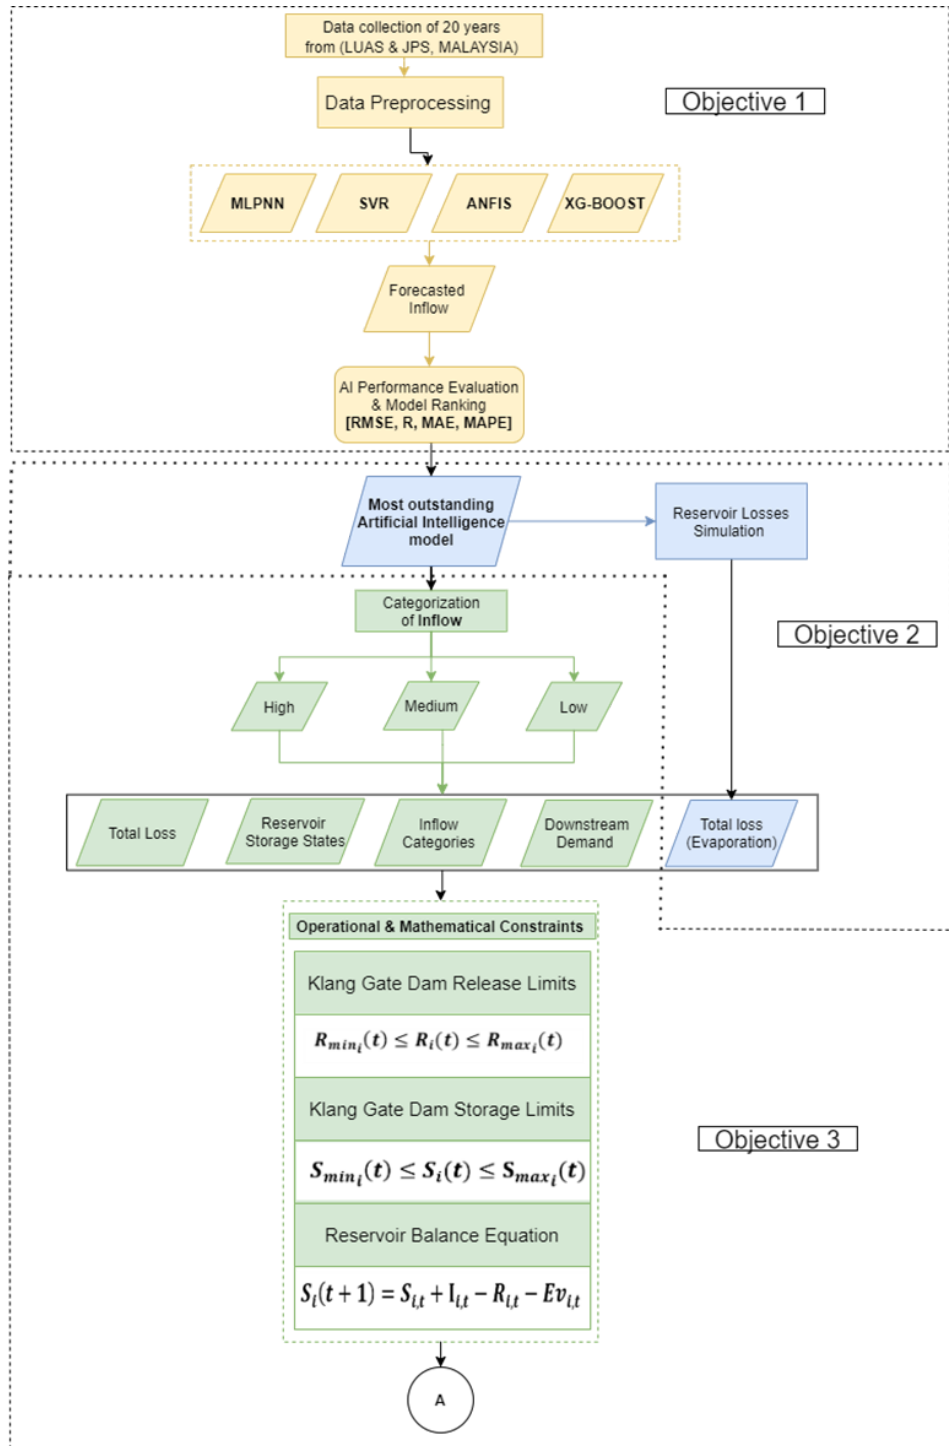 Data collection of 20 years
from (LUAS & JPS, MALAYSIA)
Data Preprocessing
Objective 1
MLPNN
SVR
ANFIS
XG-BOOST
Forecasted
Inflow
AI Performance Evaluation
& Model Ranking
[RMSE, R, MAE, MAPE]
Most outstanding
Artificial Intelligence
model
Reservoir Losses
Simulation
Categorization
of Inflow
Objective 2
High
Medium
Low
Total Loss
Reservoir
Storage States
Inflow
Categories
Downstream
Demand
Total loss
(Evaporation)
Operational & Mathematical Constraints
Klang Gate Dam Release Limits
R_{min_i}(t) ≤ R_i(t) ≤ R_{max_i}(t)
Klang Gate Dam Storage Limits
Objective 3
S_{min_i}(t) ≤ S_i(t) ≤ S_{max_i}(t)
Reservoir Balance Equation
S_i(t+1) = S_{i,t} + I_{i,t} − R_{i,t} − Ev_{i,t}
A